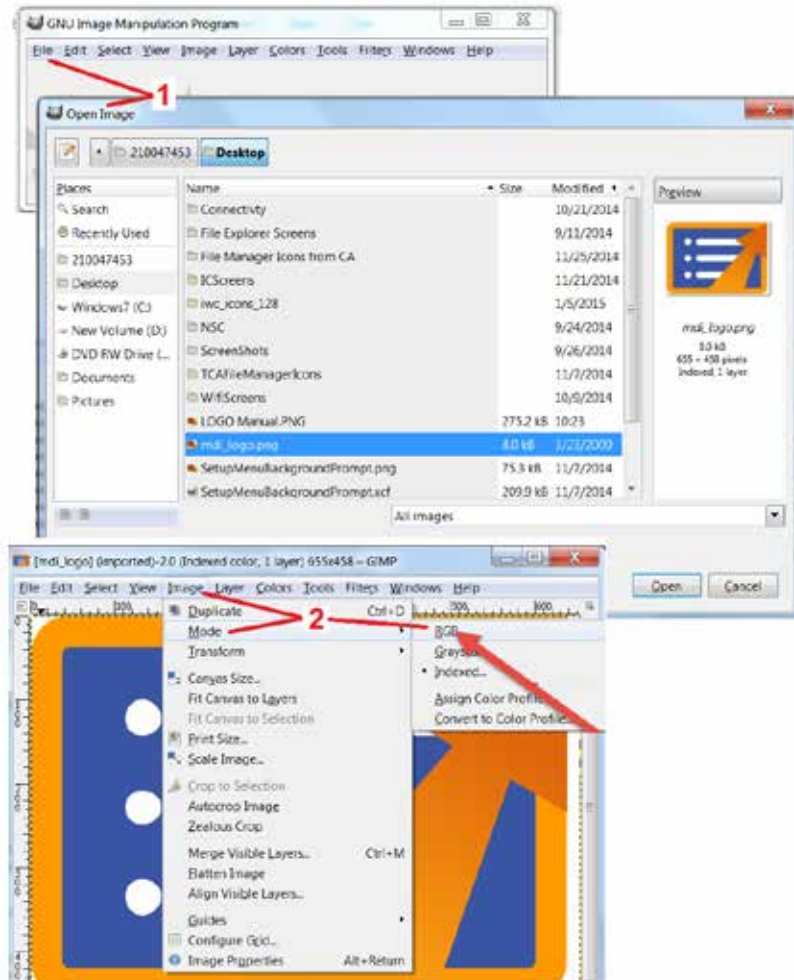 GNU Image Manipulation Program
File Edit Select View Image Layer Colors Tools Filters Windows Help
1
Open Image
210047453 Desktop
Places
Search
Recently Used
210047453
Desktop
Windows7 (C:)
New Volume (D:)
DVD RW Drive (...
Documents
Pictures
Name Size Modified
Connectivty 10/21/2014
File Explorer Screens 9/11/2014
File Manager Icons from CA 11/25/2014
ICScreens 11/21/2014
iwc_icons_128 1/5/2015
NSC 9/24/2014
ScreenShots 9/26/2014
TCAFileManagerIcons 11/7/2014
WifiScreens 10/9/2014
LOGO Manual.PNG 275.2 kB 10:23
mdi_logo.png 8.0 kB 1/23/2009
SetupMenuBackgroundPrompt.png 75.3 kB 11/7/2014
SetupMenuBackgroundPrompt.xcf 209.9 kB 11/7/2014
Preview
mdi_logo.png
8.0 kB
655 × 458 pixels
Indexed, 1 layer
All images
Open Cancel
[mdi_logo] (imported)-2.0 (Indexed color, 1 layer) 655x458 – GIMP
File Edit Select View Image Layer Colors Tools Filters Windows Help
2
Duplicate Ctrl+D
Mode
Transform
Canvas Size...
Fit Canvas to Layers
Fit Canvas to Selection
Print Size...
Scale Image...
Crop to Selection
Autocrop Image
Zealous Crop
Merge Visible Layers... Ctrl+M
Flatten Image
Align Visible Layers...
Guides
Configure Grid...
Image Properties Alt+Return
RGB
Indexed...
Assign Color Profile
Convert to Color Profile...